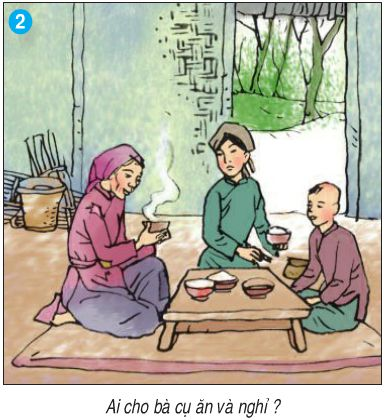 2
Ai cho bà cụ ăn và nghỉ ?